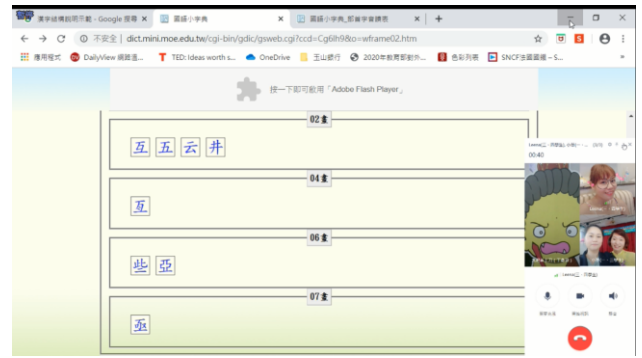 漢字結構說明示範 - Google 搜尋
國語小字典
國語小字典_部首字音讀表
不安全 | dict.mini.moe.edu.tw/cgi-bin/gdic/gsweb.cgi?ccd=Cg6Ih9&o=wframe02.htm
應用程式 DailyView 網路溫... TED: Ideas worth s... OneDrive 玉山銀行 2020年教育部對外... 色彩列表 SNCF法國國鐵 – S...
按一下即可啟用「Adobe Flash Player」
02畫
互 五 云 井
04畫
亙
00:40
06畫
些 亞
07畫
亟